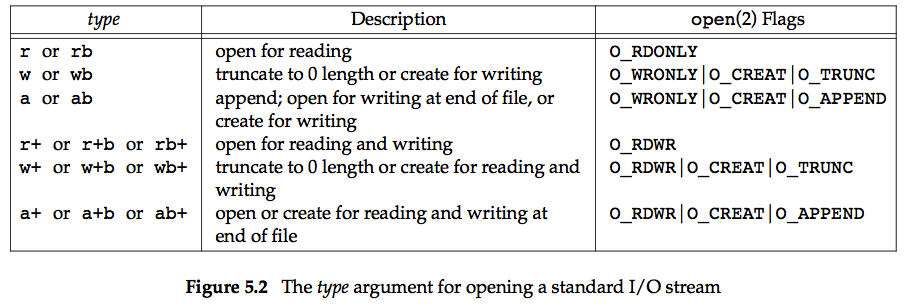 type Description open(2) Flags
r or rb open for reading O_RDONLY
w or wb truncate to 0 length or create for writing O_WRONLY|O_CREAT|O_TRUNC
a or ab append; open for writing at end of file, or O_WRONLY|O_CREAT|O_APPEND
create for writing
r+ or r+b or rb+ open for reading and writing O_RDWR
w+ or w+b or wb+ truncate to 0 length or create for reading and O_RDWR|O_CREAT|O_TRUNC
writing
a+ or a+b or ab+ open or create for reading and writing at O_RDWR|O_CREAT|O_APPEND
end of file
Figure 5.2 The type argument for opening a standard I/O stream